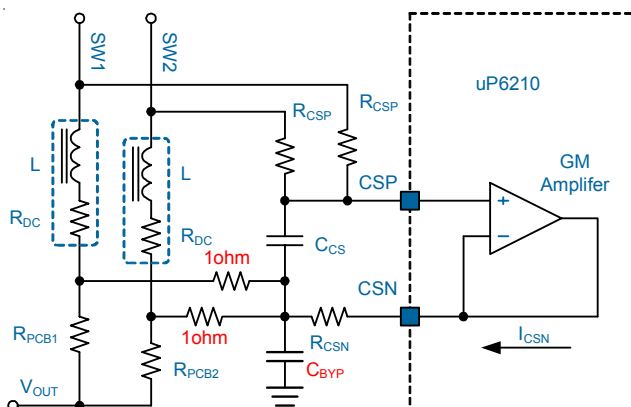 SW1
SW2
uP6210
RCSP
RCSP
L
L
RDC
RDC
CSP
GM
Amplifer
+
−
CCS
1ohm
CSN
1ohm
RCSN
ICSN
RPCB1
RPCB2
CBYP
VOUT